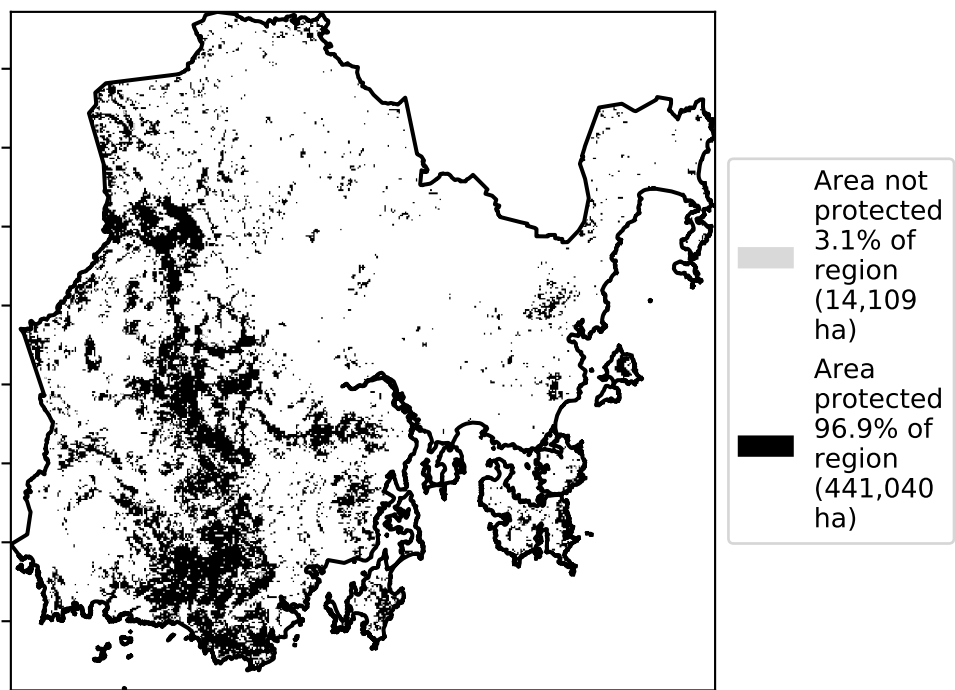 Area not
protected
3.1% of
region
(14,109
ha)
Area
protected
96.9% of
region
(441,040
ha)